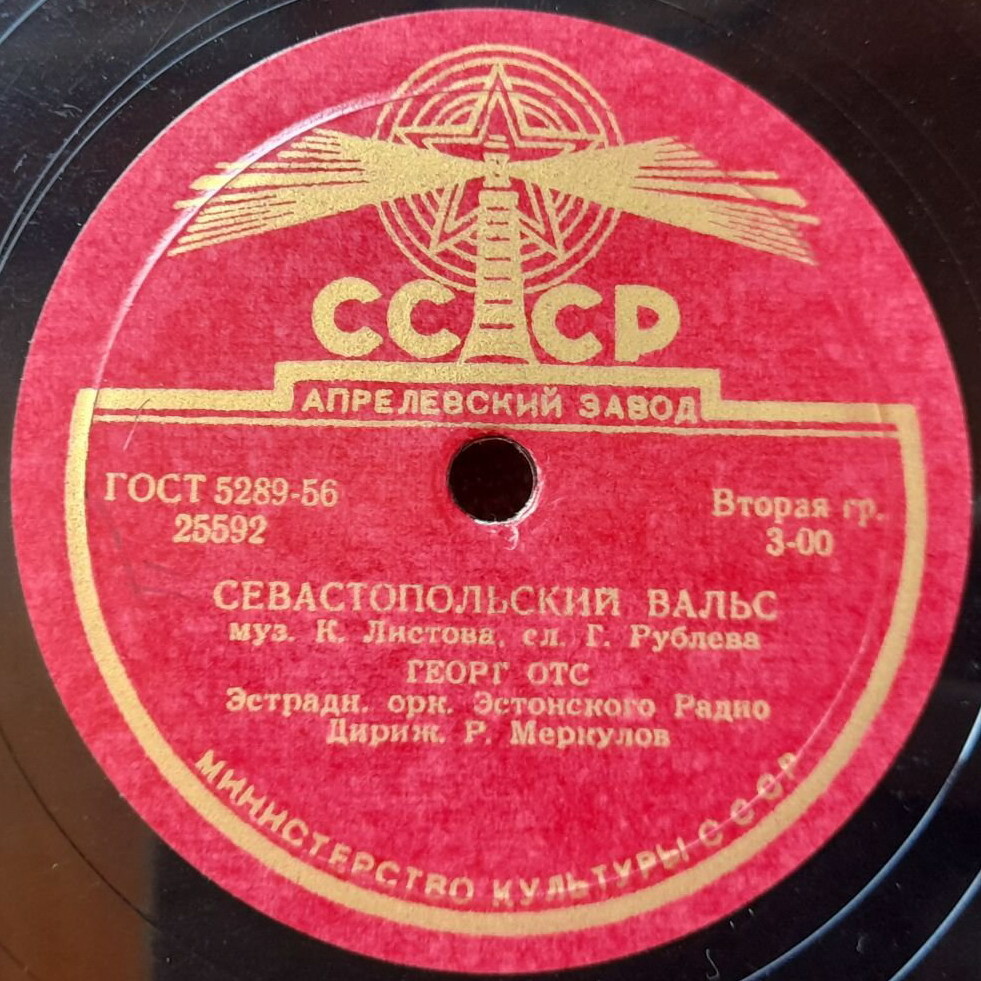 СССР
АПРЕЛЕВСКИЙ ЗАВОД
ГОСТ 5289-56
25592
Вторая гр.
3-00
СЕВАСТОПОЛЬСКИЙ ВАЛЬС
муз. К. Листова, сл. Г. Рублева
ГЕОРГ ОТС
Эстрадн. орк. Эстонского Радио
Дириж. Р. Меркулов
МИНИСТЕРСТВО КУЛЬТУРЫ СССР